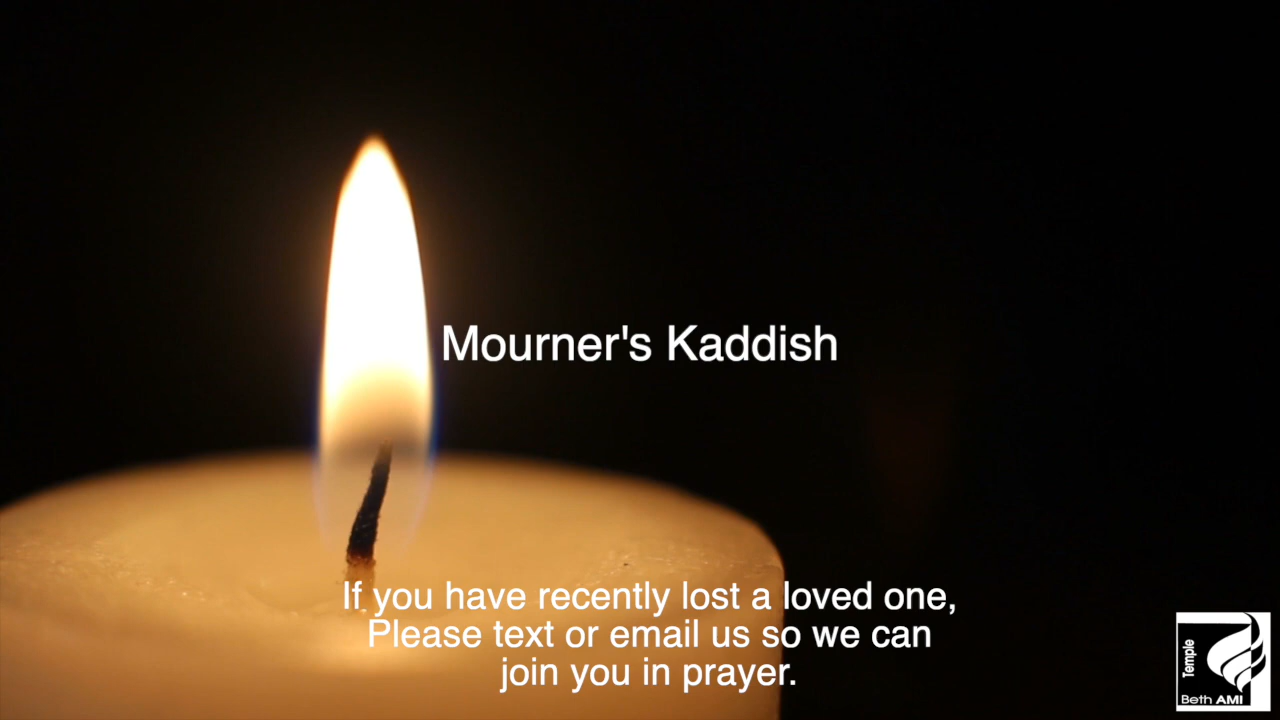 Mourner's Kaddish
If you have recently lost a loved one,
Please text or email us so we can
join you in prayer.
Temple
Beth AMI